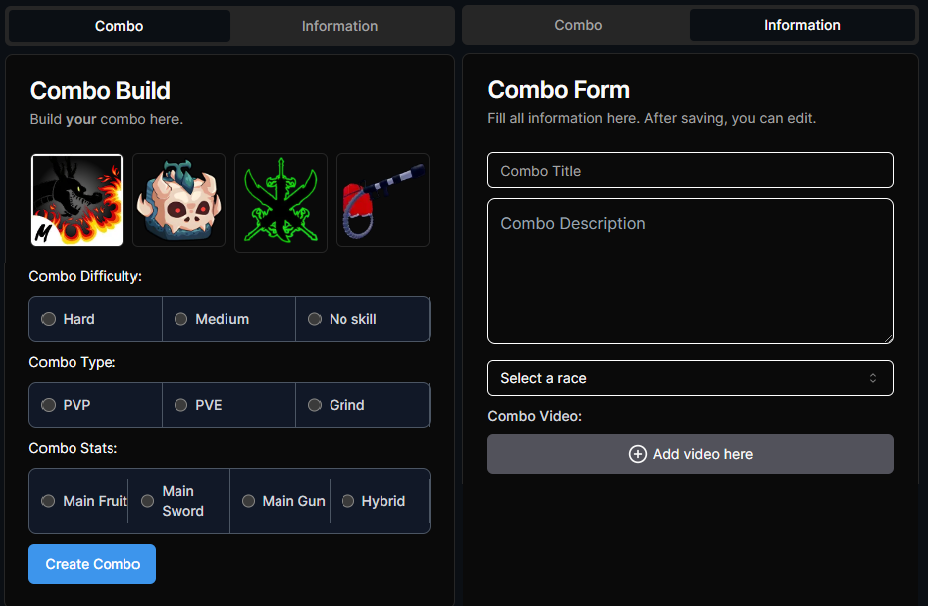 Combo
Information
Combo Build
Build your combo here.
M
Combo Difficulty:
Hard
Medium
No skill
Combo Type:
PVP
PVE
Grind
Combo Stats:
Main Fruit
Main
Sword
Main Gun
Hybrid
Create Combo
Combo
Information
Combo Form
Fill all information here. After saving, you can edit.
Combo Title
Combo Description
Select a race
Combo Video:
Add video here